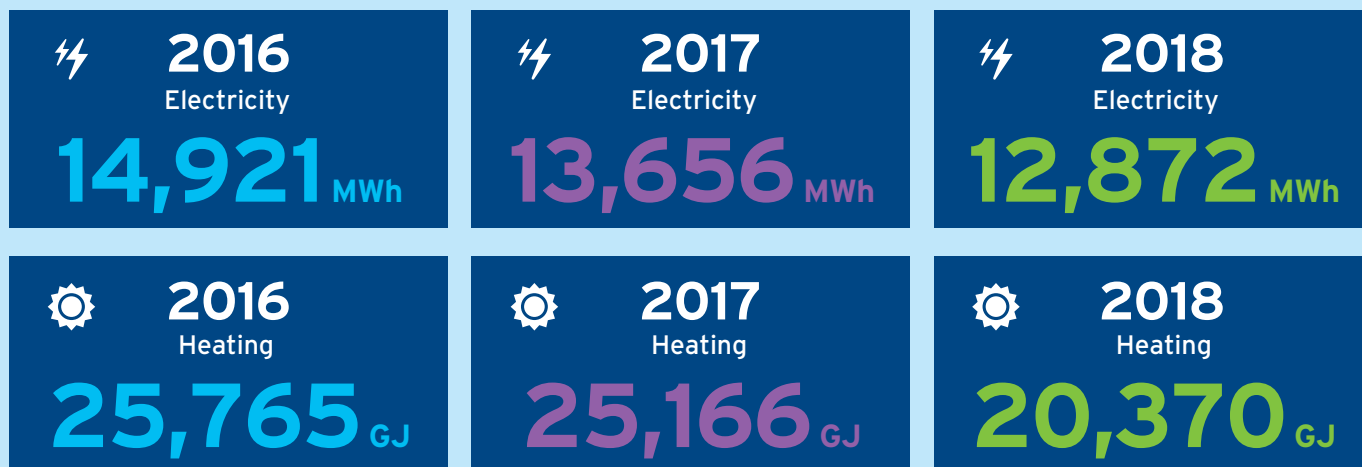 2016
Electricity
14,921 MWh
2017
Electricity
13,656 MWh
2018
Electricity
12,872 MWh
2016
Heating
25,765 GJ
2017
Heating
25,166 GJ
2018
Heating
20,370 GJ